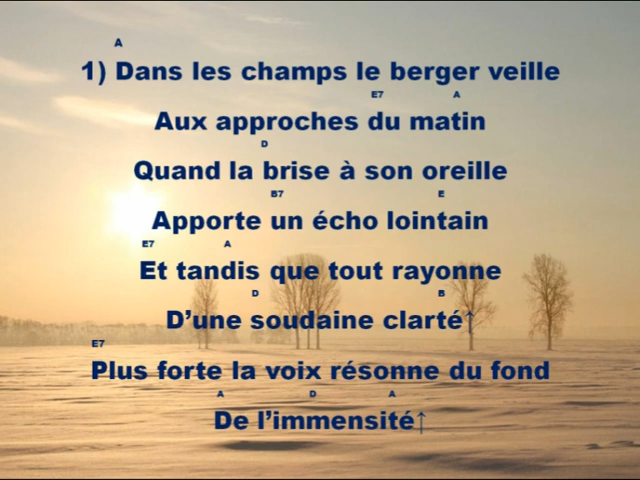 A
1) Dans les champs le berger veille
E7 A
Aux approches du matin
D
Quand la brise à son oreille
B7 E
Apporte un écho lointain
E7 A
Et tandis que tout rayonne
D B
D’une soudaine clarté↑
E7
Plus forte la voix résonne du fond
A D A
De l’immensité↑